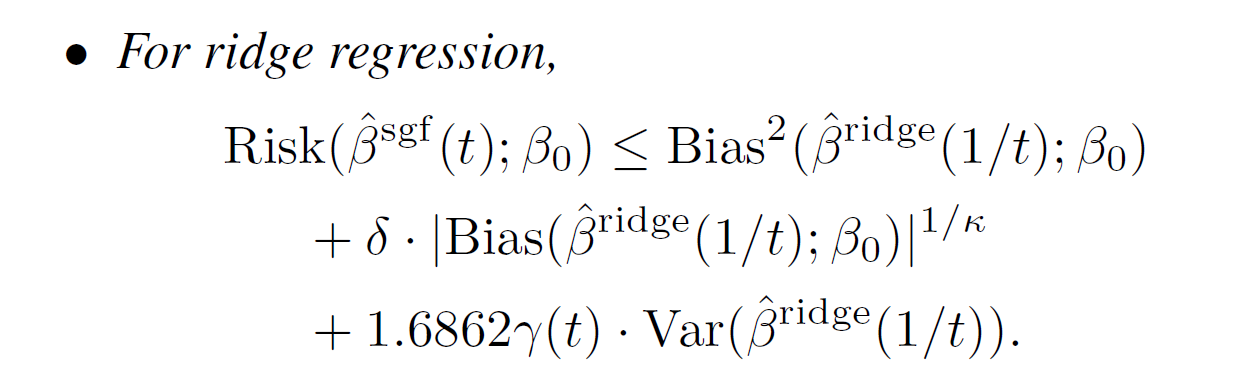 • For ridge regression,
Risk(β̂^sgf(t); β₀) ≤ Bias²(β̂^ridge(1/t); β₀)
+ δ · |Bias(β̂^ridge(1/t); β₀)|^{1/κ}
+ 1.6862γ(t) · Var(β̂^ridge(1/t)).